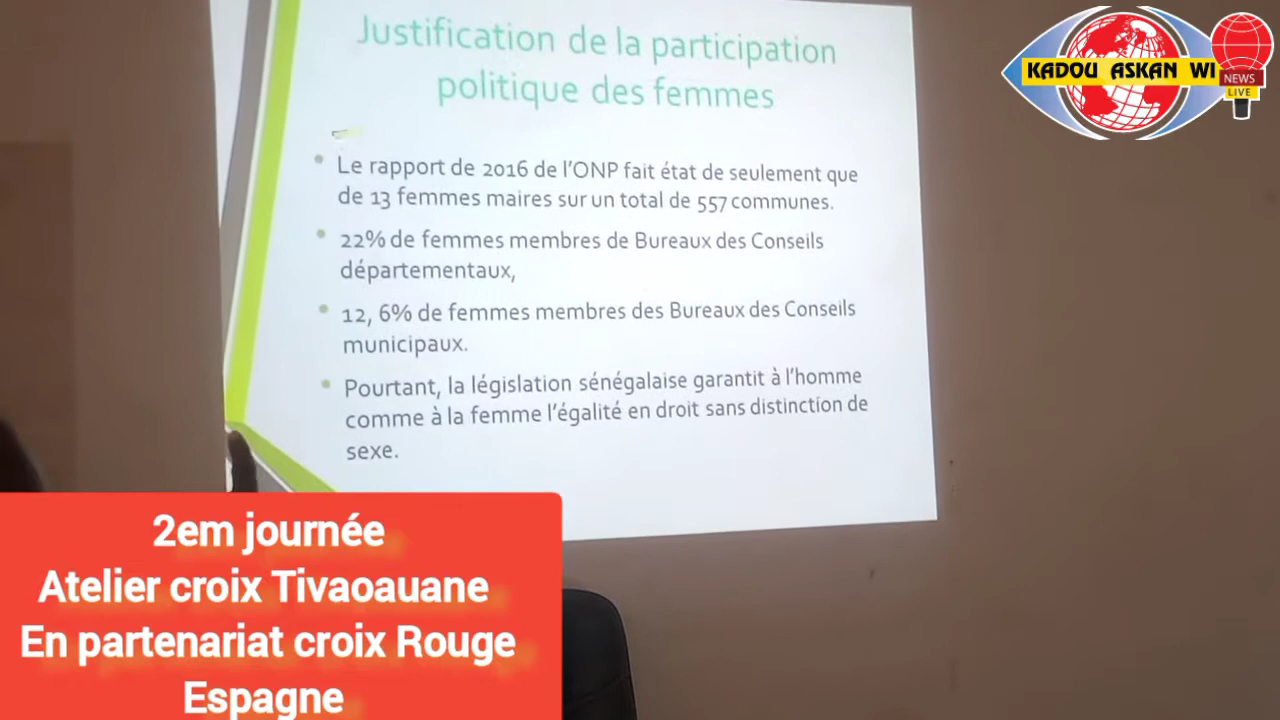 Justification de la participation
politique des femmes
Le rapport de 2016 de l'ONP fait état de seulement que
de 13 femmes maires sur un total de 557 communes.
22% de femmes membres de Bureaux des Conseils
départementaux,
12, 6% de femmes membres des Bureaux des Conseils
municipaux.
Pourtant, la législation sénégalaise garantit à l'homme
comme à la femme l'égalité en droit sans distinction de
sexe.
KADOU ASKAN WI
NEWS
LIVE
2em journée
Atelier croix Tivaoauane
En partenariat croix Rouge
Espagne